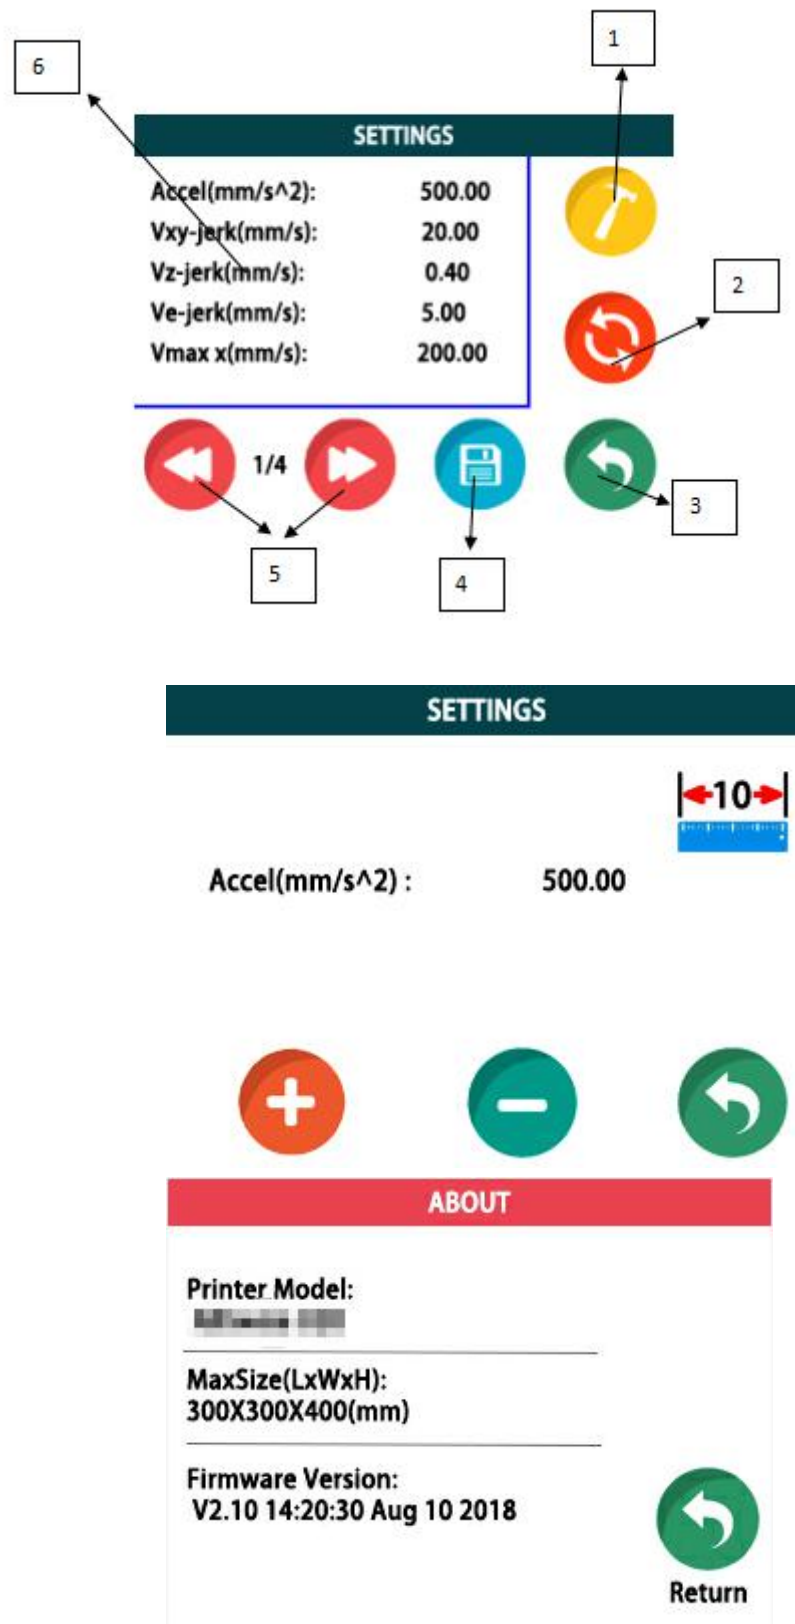 1
6
SETTINGS
Accel(mm/s^2): 500.00
Vxy-jerk(mm/s): 20.00
Vz-jerk(mm/s): 0.40
Ve-jerk(mm/s): 5.00
Vmax x(mm/s): 200.00
2
1/4
3
5
4
SETTINGS
10
Accel(mm/s^2) : 500.00
ABOUT
Printer Model:
MaxSize(LxWxH):
300X300X400(mm)
Firmware Version:
V2.10 14:20:30 Aug 10 2018
Return